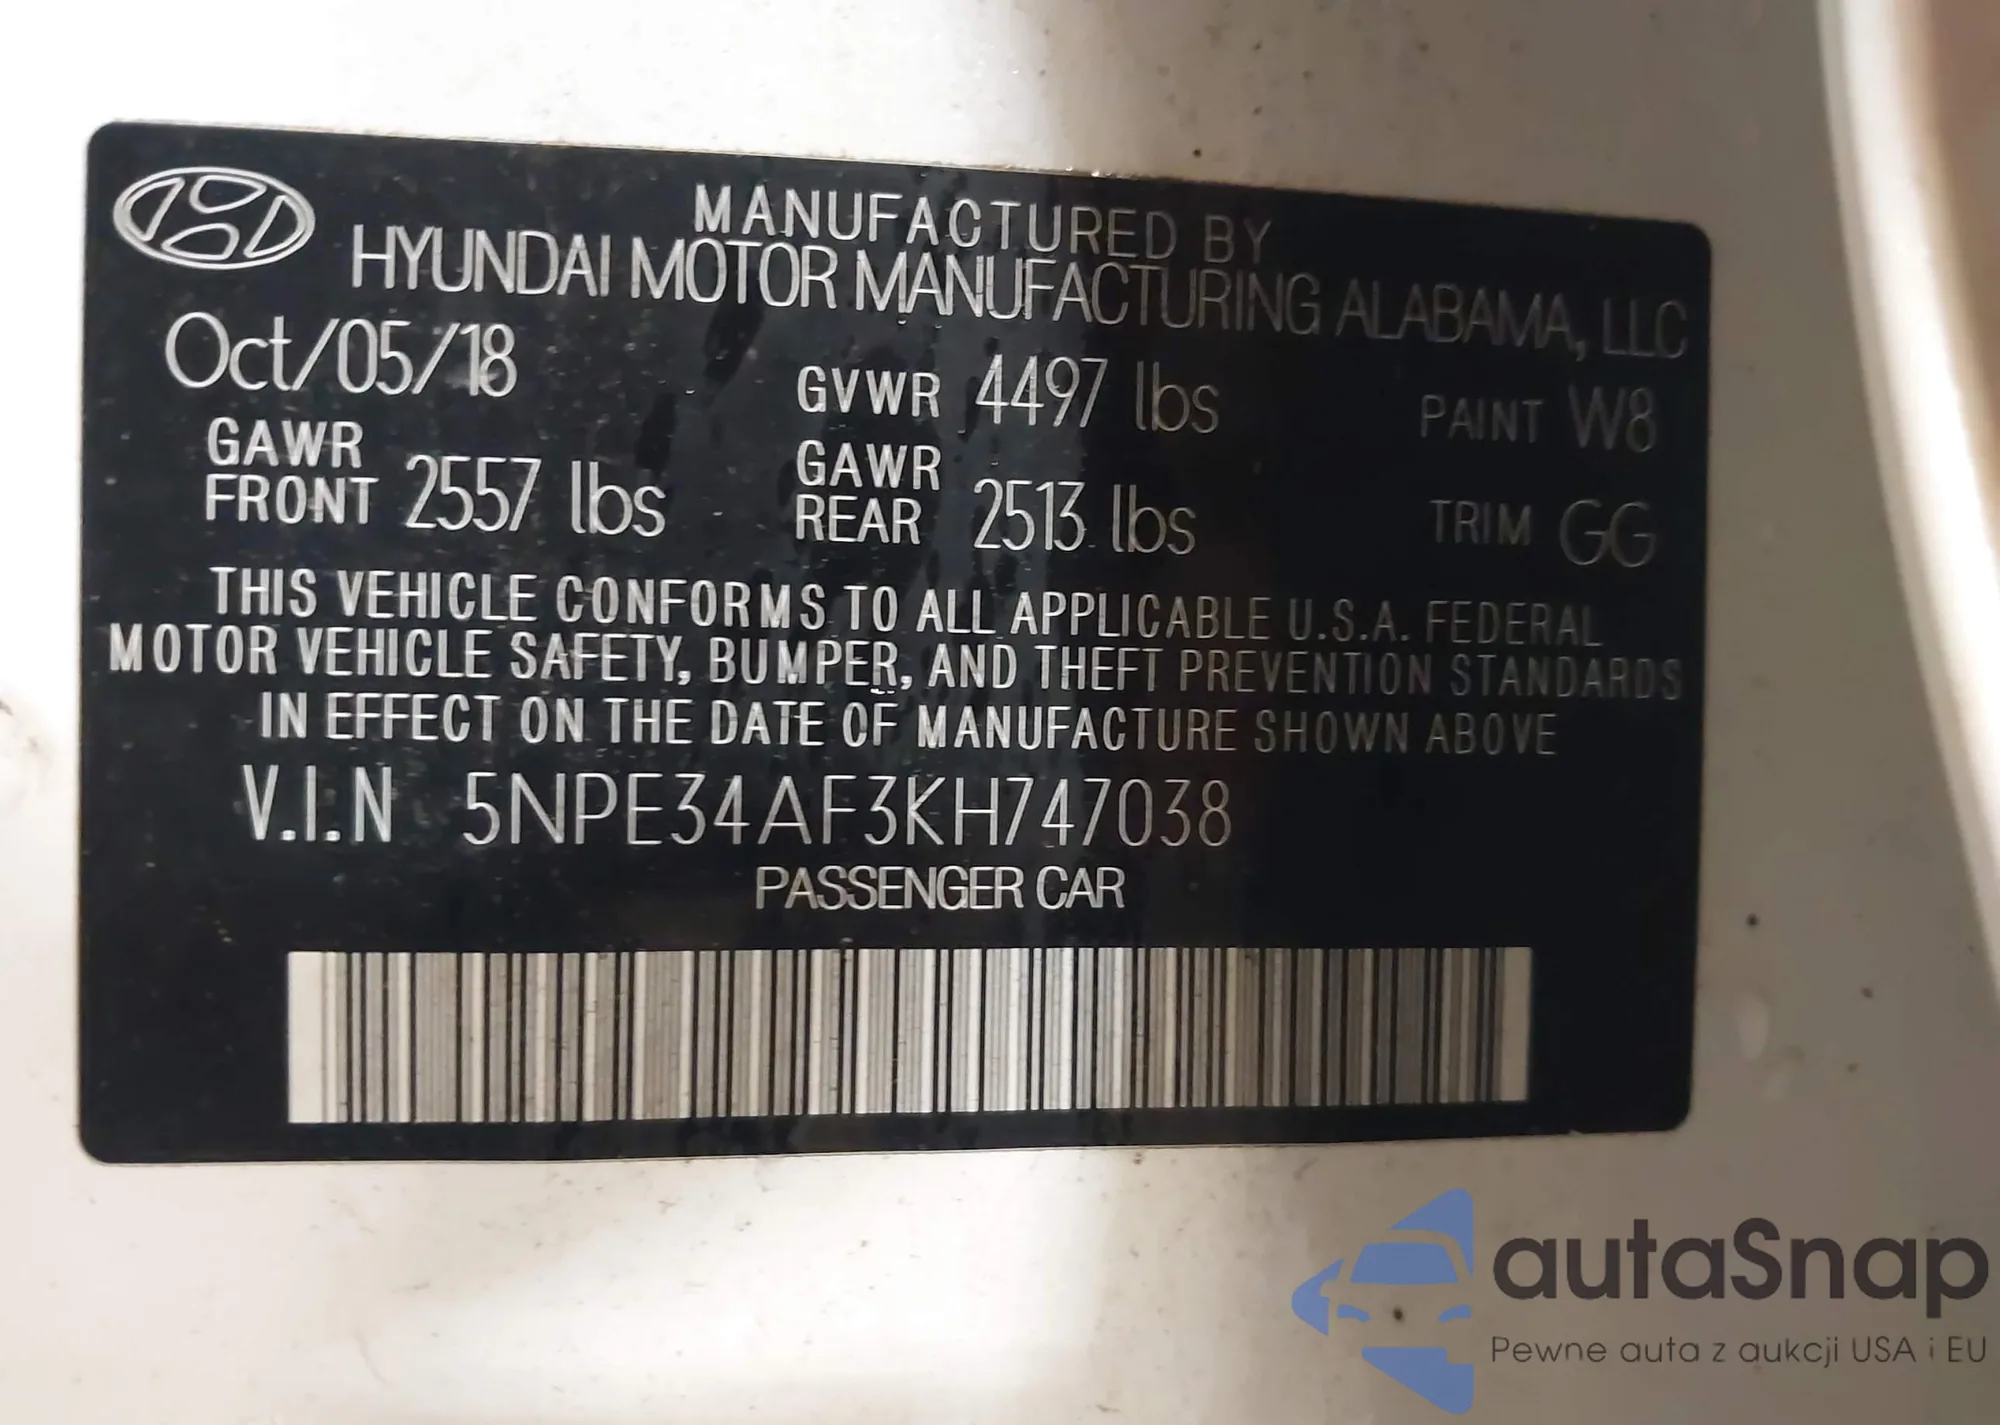 MANUFACTURED BY
HYUNDAI MOTOR MANUFACTURING ALABAMA, LLC
Oct/05/18
GVWR 4497 lbs
PAINT W8
GAWR
FRONT 2557 lbs
GAWR
REAR 2513 lbs
TRIM GG
THIS VEHICLE CONFORMS TO ALL APPLICABLE U.S.A. FEDERAL
MOTOR VEHICLE SAFETY, BUMPER, AND THEFT PREVENTION STANDARDS
IN EFFECT ON THE DATE OF MANUFACTURE SHOWN ABOVE
V.I.N 5NPE34AF3KH747038
PASSENGER CAR
autaSnap
Pewne auta z aukcji USA i EU